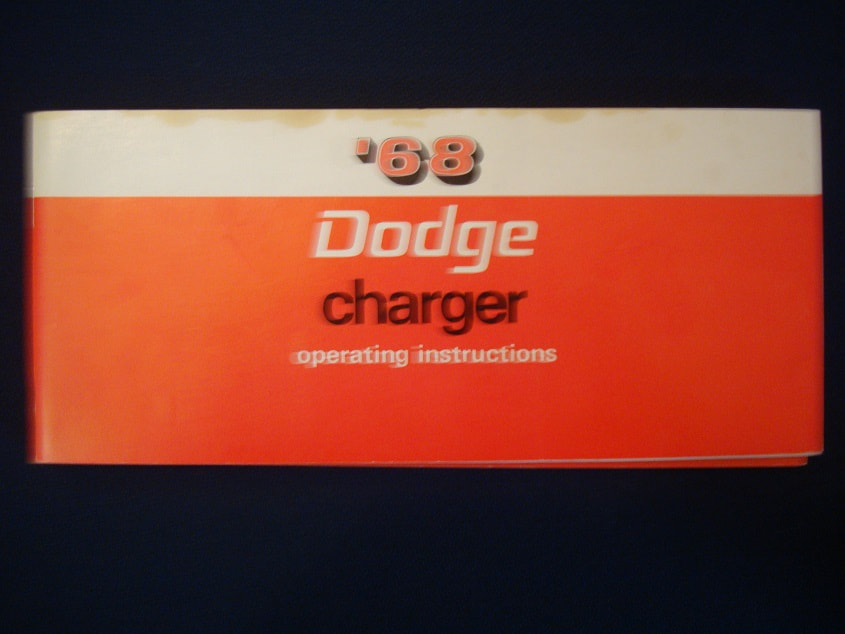 '68
Dodge
charger
operating instructions